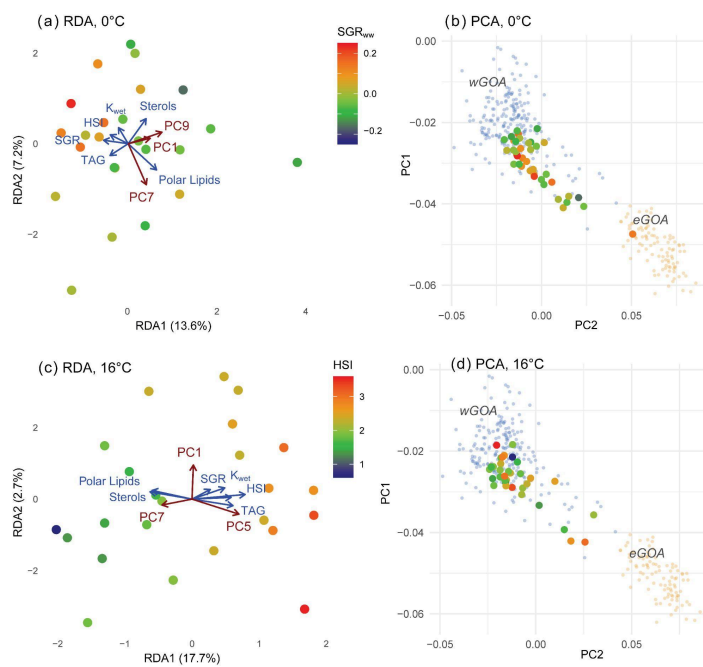 (a) RDA, 0°C
SGRww
(b) PCA, 0°C
2
0
−2
RDA2 (7.2%)
Kwet
Sterols
HSI
PC9
SGR
PC1
TAG
Polar Lipids
PC7
0
2
4
RDA1 (13.6%)
0.2
0.0
−0.2
−0.00
−0.02
−0.04
−0.06
PC1
wGOA
eGOA
−0.05
0.00
0.05
PC2
(c) RDA, 16°C
HSI
(d) PCA, 16°C
2
0
−2
RDA2 (2.7%)
PC1
Polar Lipids
SGR
Kwet
Sterols
HSI
PC7
TAG
PC5
−2
−1
0
1
2
RDA1 (17.7%)
3
2
1
0.00
−0.02
−0.04
−0.06
PC1
wGOA
eGOA
−0.05
0.00
0.05
PC2